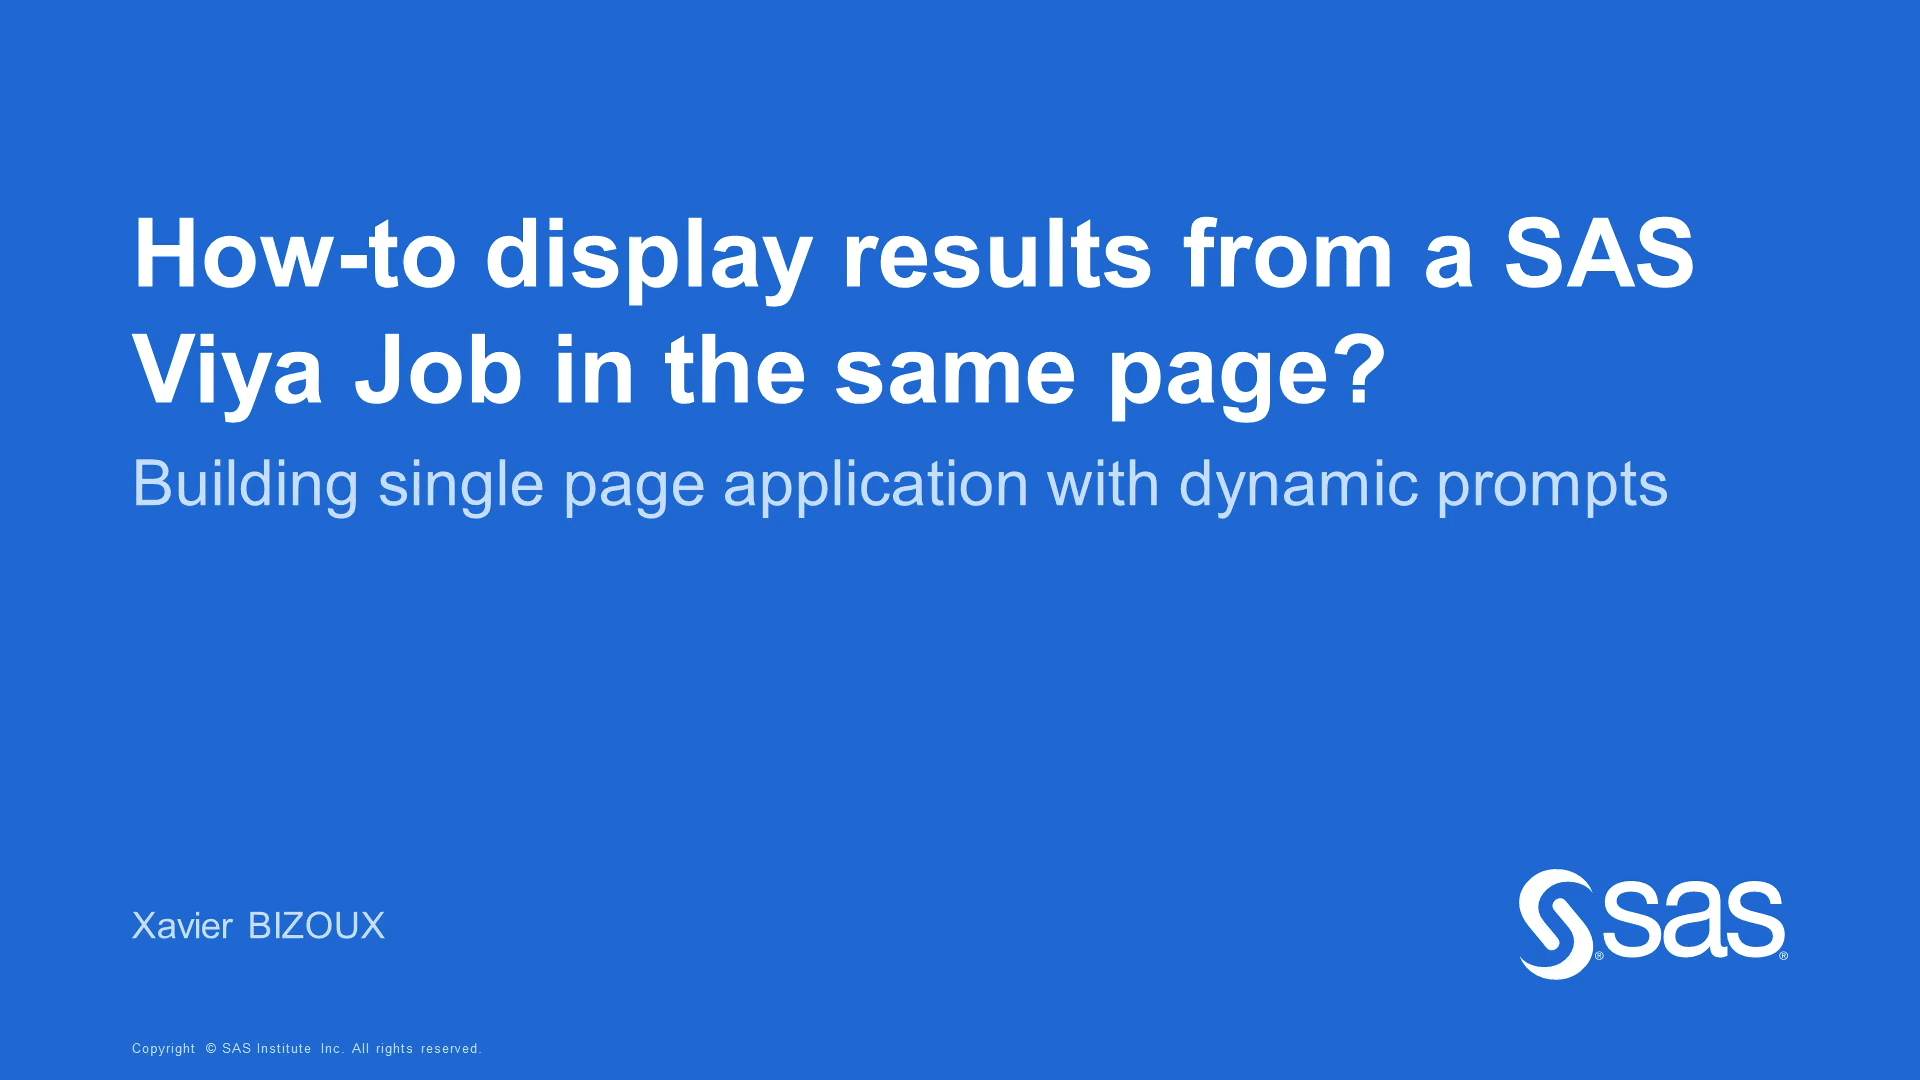 How-to display results from a SAS
Viya Job in the same page?
Building single page application with dynamic prompts
Xavier BIZOUX
sas
Copyright © SAS Institute Inc. All rights reserved.